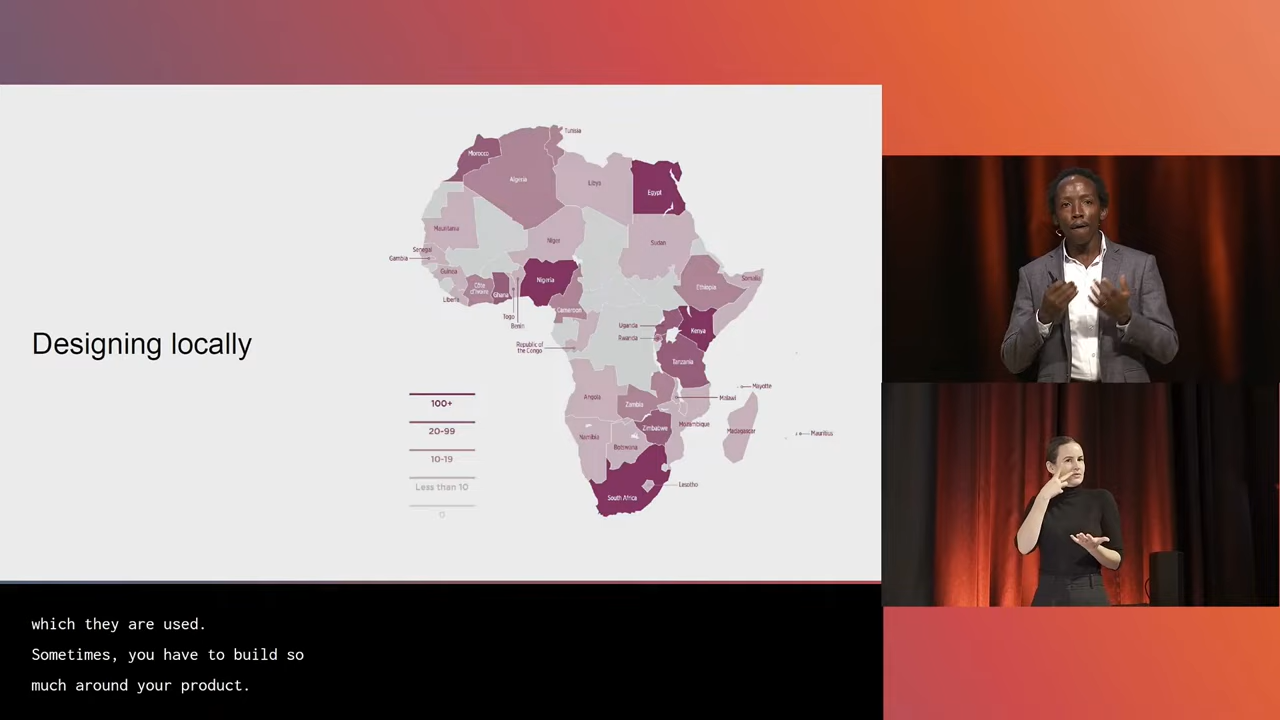 Designing locally
Tunisia
Morocco
Algeria
Libya
Egypt
Mauritania
Niger
Sudan
Senegal
Gambia
Guinea
Côte
d'Ivoire
Ghana
Nigeria
Liberia
Togo
Benin
Cameroon
Ethiopia
Somalia
Uganda
Rwanda
Kenya
Republic of
the Congo
Tanzania
Mayotte
Malawi
Angola
Zambia
Mozambique
Zimbabwe
Madagascar
Mauritius
Namibia
Botswana
Lesotho
South Africa
100+
20-99
10-19
Less than 10
0
which they are used.
Sometimes, you have to build so
much around your product.